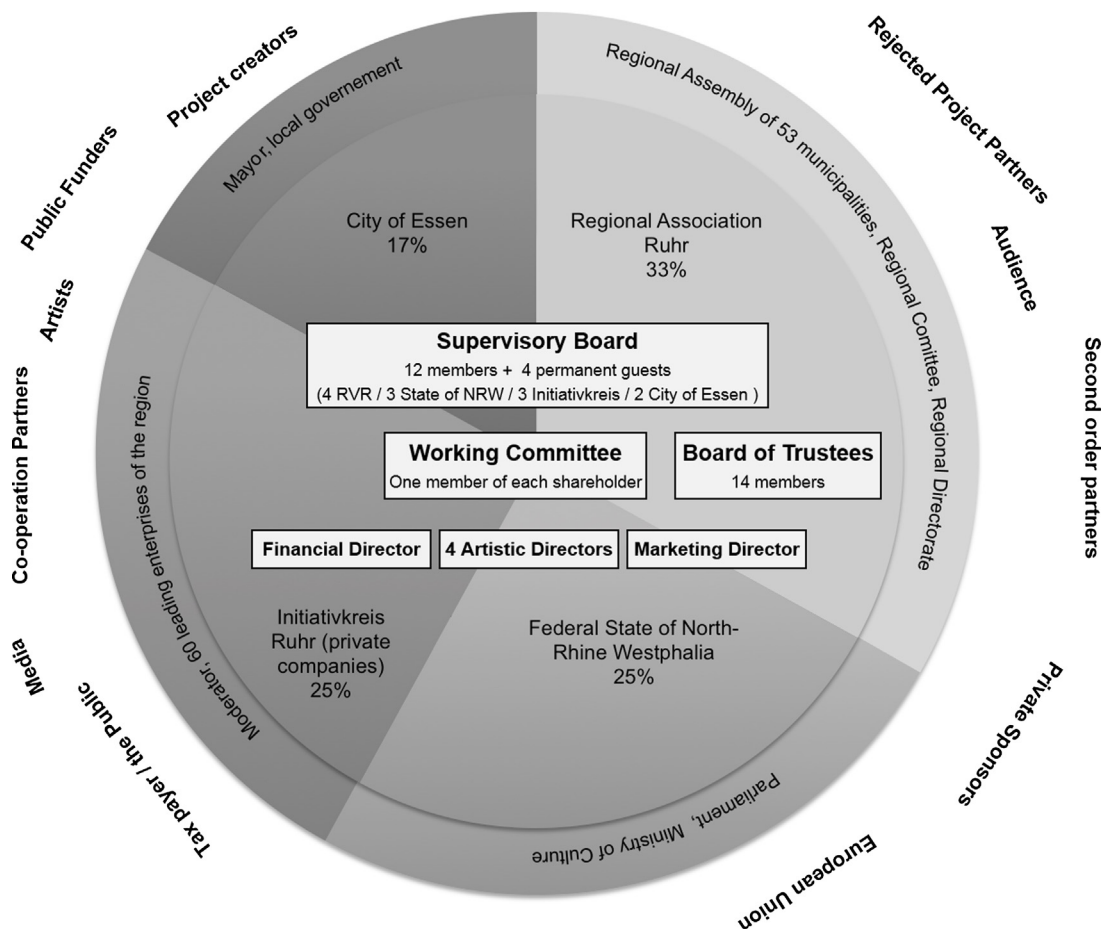 Project creators
Public Funders
Artists
Co-operation Partners
Media
Tax payer / the Public
Rejected Project Partners
Audience
Second order partners
Private Sponsors
European Union
Mayor, local governement
Regional Assembly of 53 municipalities, Regional Comittee, Regional Directorate
Moderator, 60 leading enterprises of the region
Parliament, Ministry of Culture
City of Essen
17%
Regional Association
Ruhr
33%
Supervisory Board
12 members + 4 permanent guests
(4 RVR / 3 State of NRW / 3 Initiativkreis / 2 City of Essen )
Working Committee
One member of each shareholder
Board of Trustees
14 members
Financial Director
4 Artistic Directors
Marketing Director
Initiativkreis
Ruhr (private
companies)
25%
Federal State of North-
Rhine Westphalia
25%